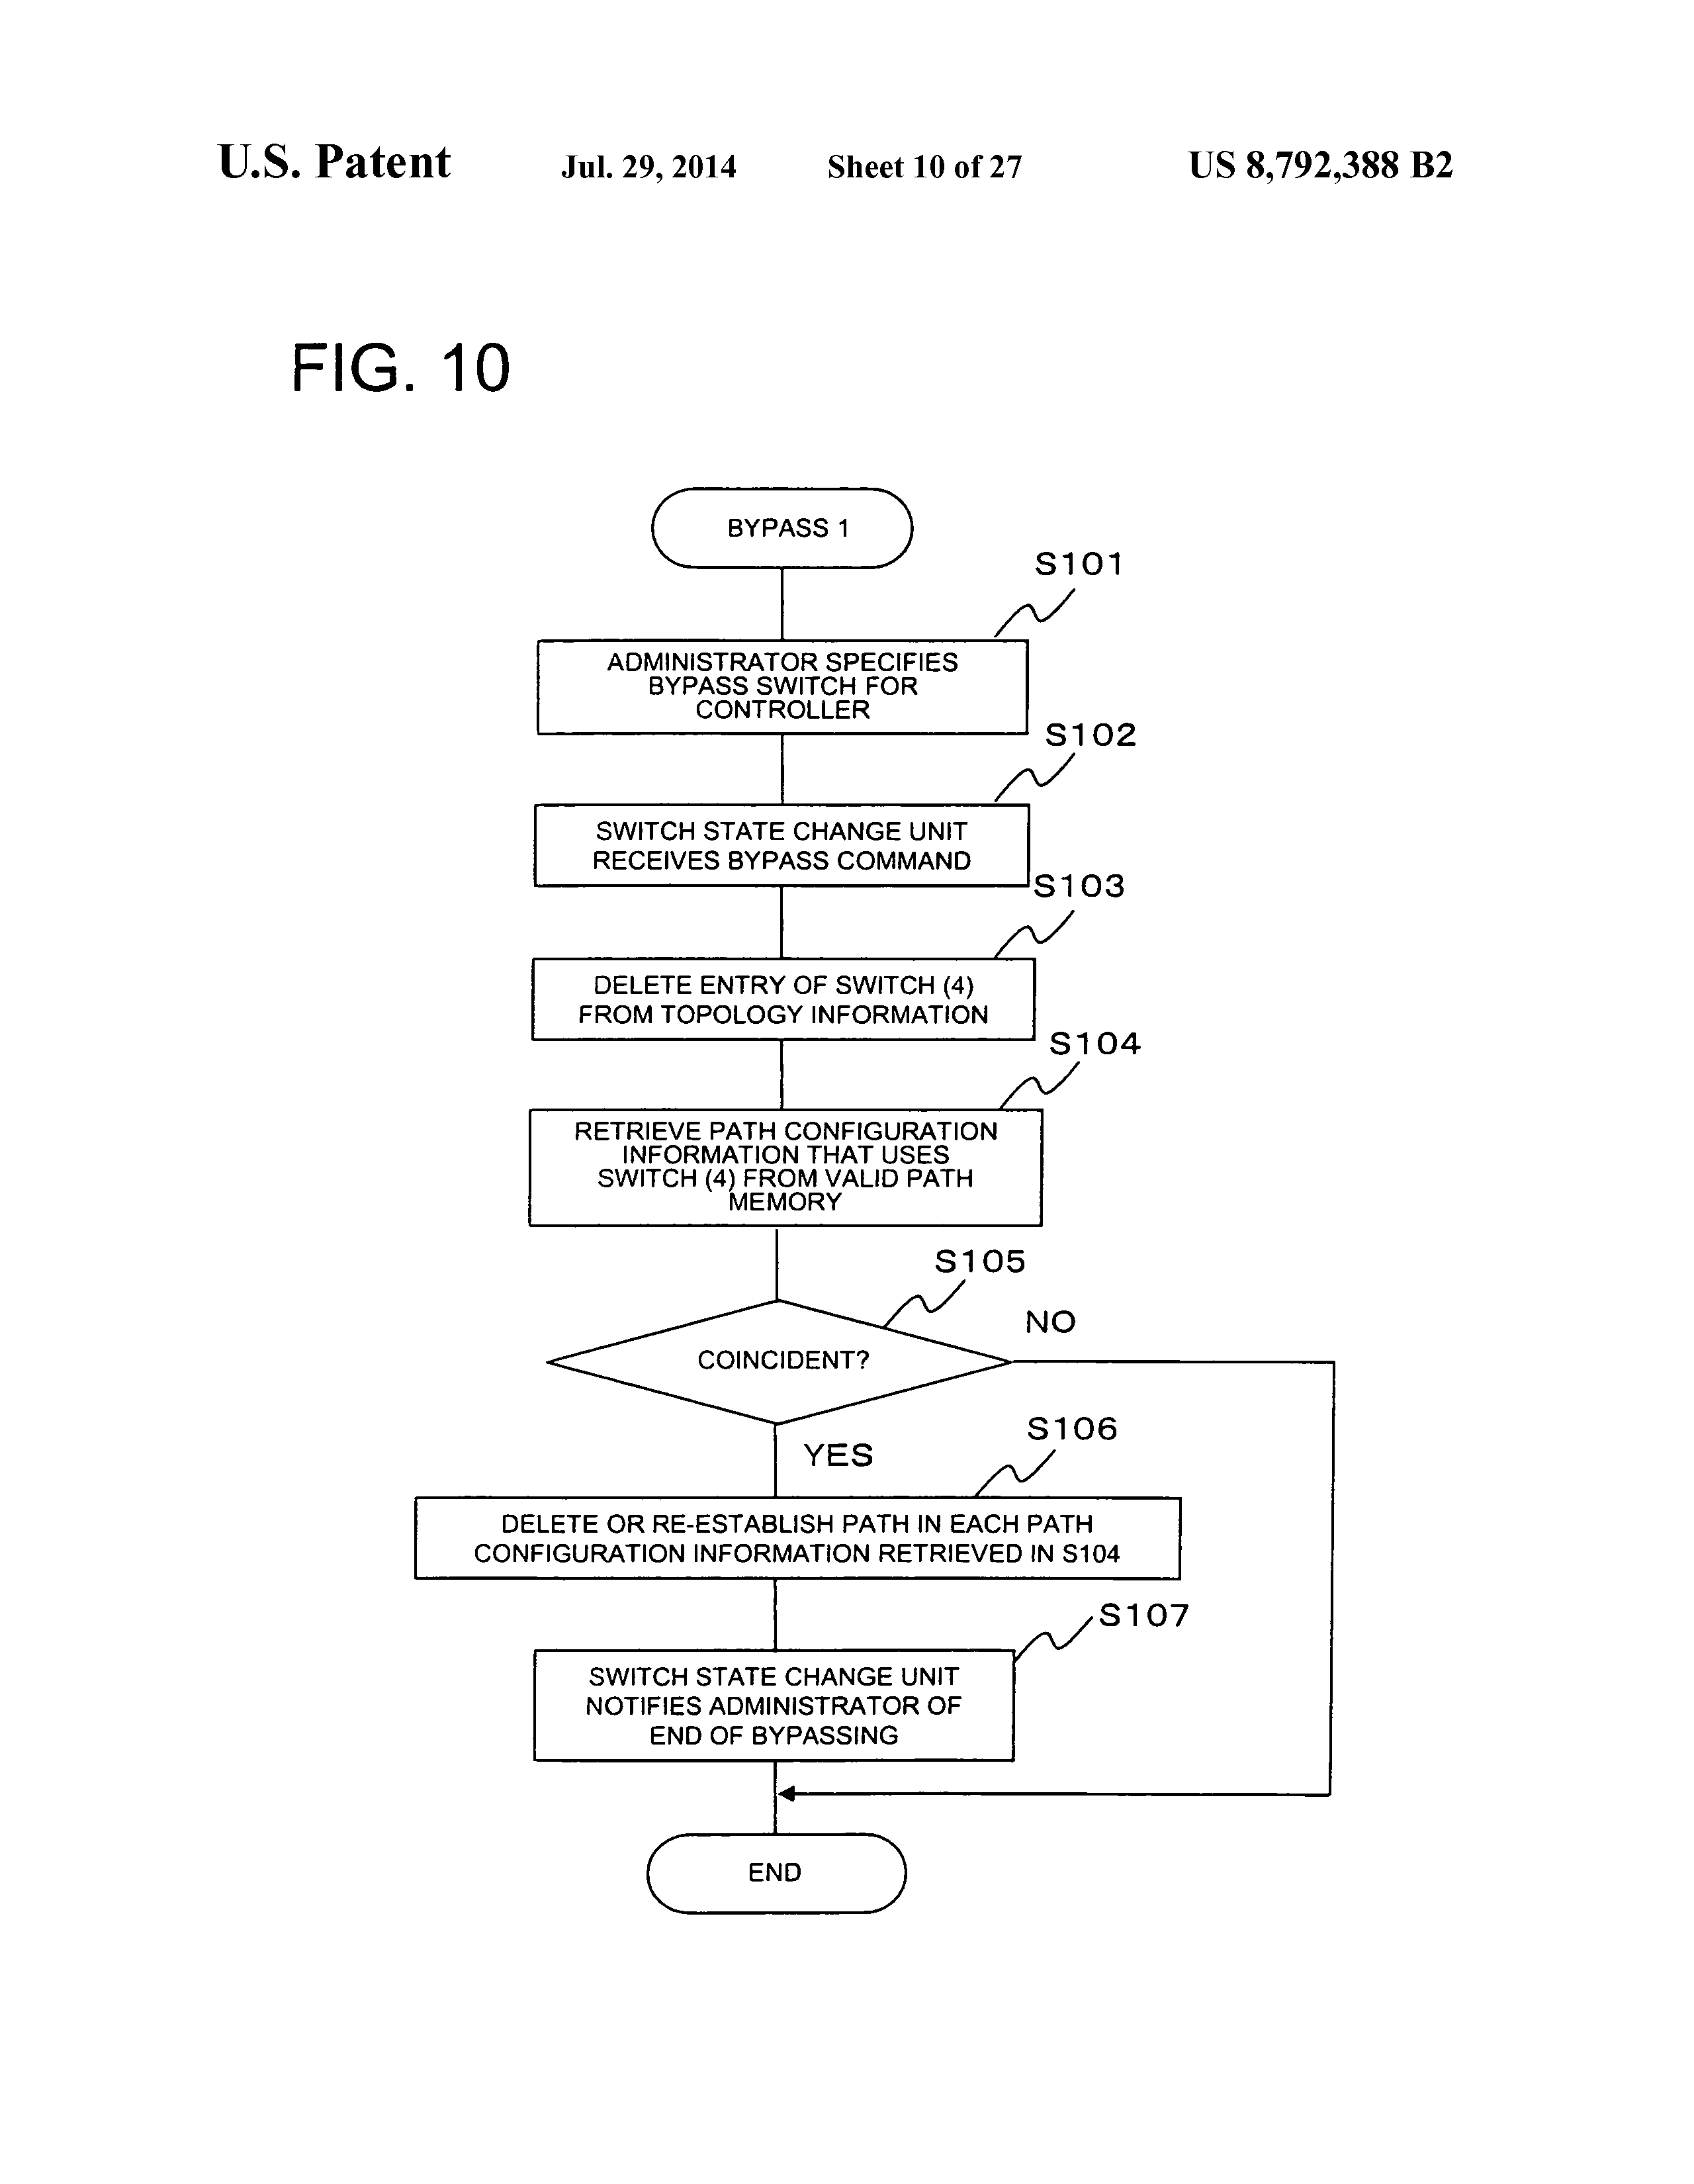 U.S. Patent Jul. 29, 2014 Sheet 10 of 27 US 8,792,388 B2
FIG. 10
BYPASS 1
S101
ADMINISTRATOR SPECIFIES
BYPASS SWITCH FOR
CONTROLLER
S102
SWITCH STATE CHANGE UNIT
RECEIVES BYPASS COMMAND
S103
DELETE ENTRY OF SWITCH (4)
FROM TOPOLOGY INFORMATION
S104
RETRIEVE PATH CONFIGURATION
INFORMATION THAT USES
SWITCH (4) FROM VALID PATH
MEMORY
S105
NO
COINCIDENT?
S106
YES
DELETE OR RE-ESTABLISH PATH IN EACH PATH
CONFIGURATION INFORMATION RETRIEVED IN S104
S107
SWITCH STATE CHANGE UNIT
NOTIFIES ADMINISTRATOR OF
END OF BYPASSING
END